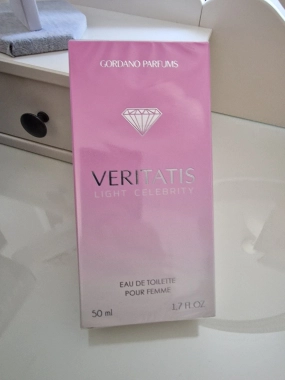 GORDANO PARFUMS
VERITATIS
LIGHT CELEBRITY
EAU DE TOILETTE
POUR FEMME
50 ml 1.7 fl.OZ.